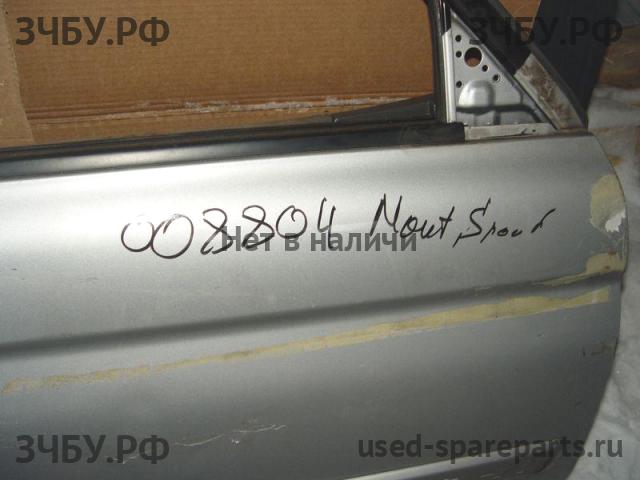 ЗЧБУ.РФ
ЗЧБУ.РФ
008804 Mont Sport
Нет в наличи
ЗЧБУ.РФ
used-spareparts.ru